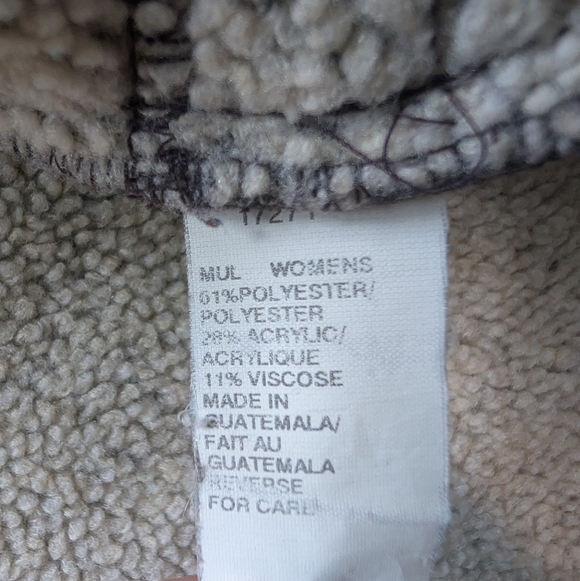 17271
MUL WOMENS
61%POLYESTER/
POLYESTER
28% ACRYLIC/
ACRYLIQUE
11% VISCOSE
MADE IN
GUATEMALA/
FAIT AU
GUATEMALA
REVERSE
FOR CARE